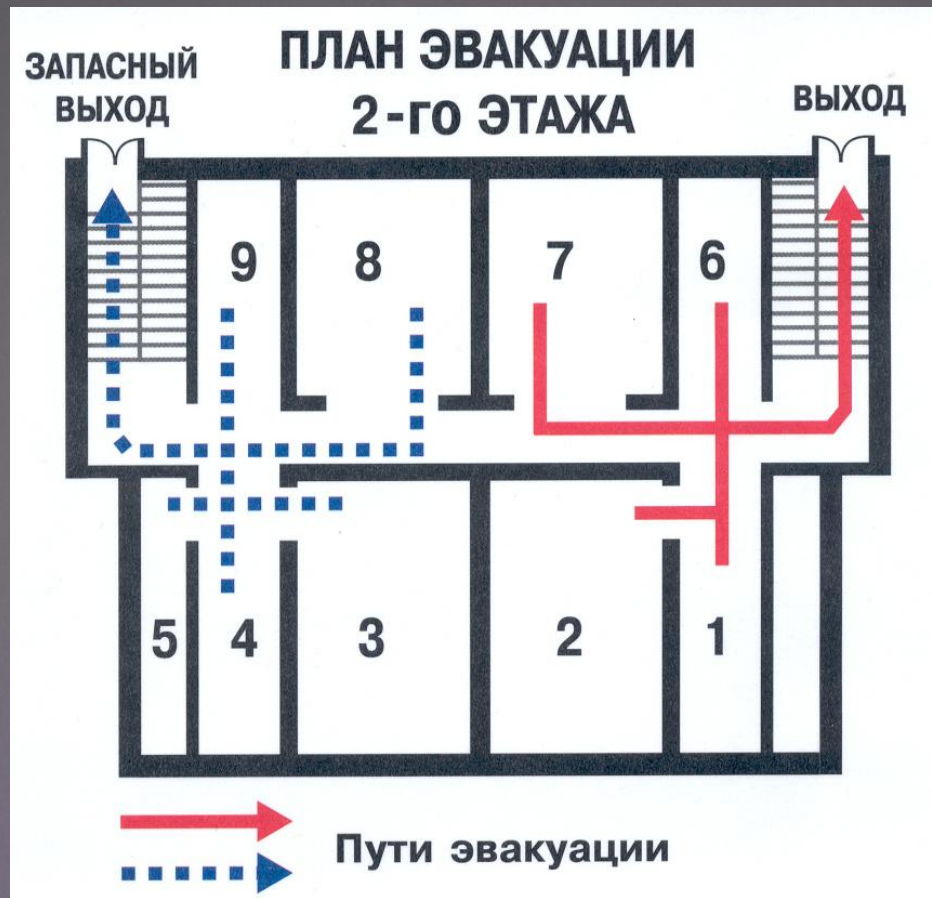 ПЛАН ЭВАКУАЦИИ
2-го ЭТАЖА
ЗАПАСНЫЙ
ВЫХОД
ВЫХОД
9 8 7 6
5 4 3 2 1
Пути эвакуации